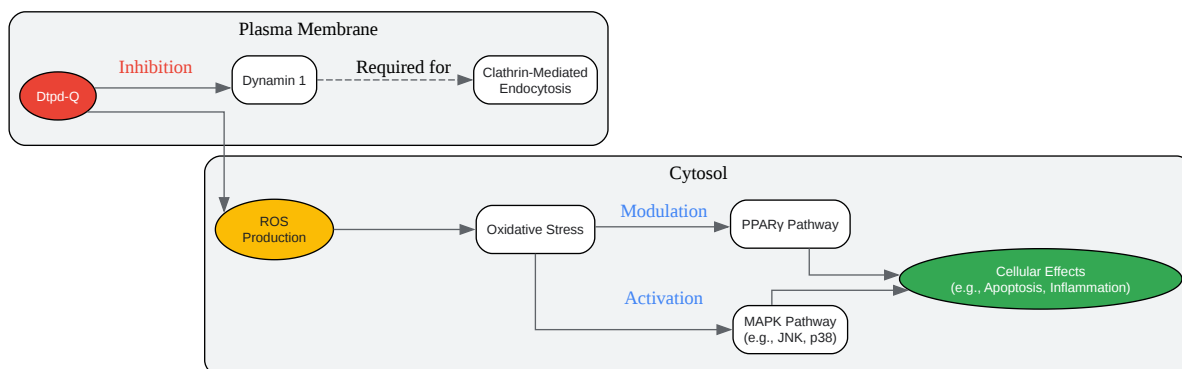 Plasma Membrane
Inhibition
Required for
Dtpd-Q
Dynamin 1
Clathrin-Mediated
Endocytosis
Cytosol
ROS
Production
Oxidative Stress
Modulation
PPARγ Pathway
Activation
MAPK Pathway
(e.g., JNK, p38)
Cellular Effects
(e.g., Apoptosis, Inflammation)